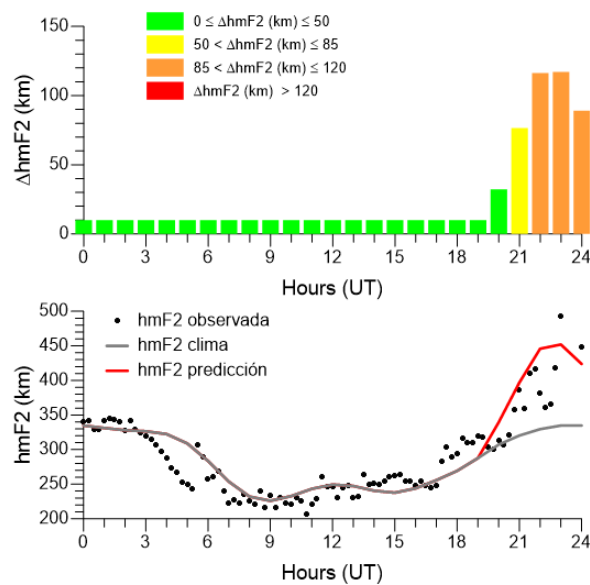 150
100
50
0
ΔhmF2 (km)
0 ≤ ΔhmF2 (km) ≤ 50
50 < ΔhmF2 (km) ≤ 85
85 < ΔhmF2 (km) ≤ 120
ΔhmF2 (km) > 120
0 3 6 9 12 15 18 21 24
Hours (UT)
500
450
400
350
300
250
200
hmF2 (km)
hmF2 observada
hmF2 clima
hmF2 predicción
0 3 6 9 12 15 18 21 24
Hours (UT)